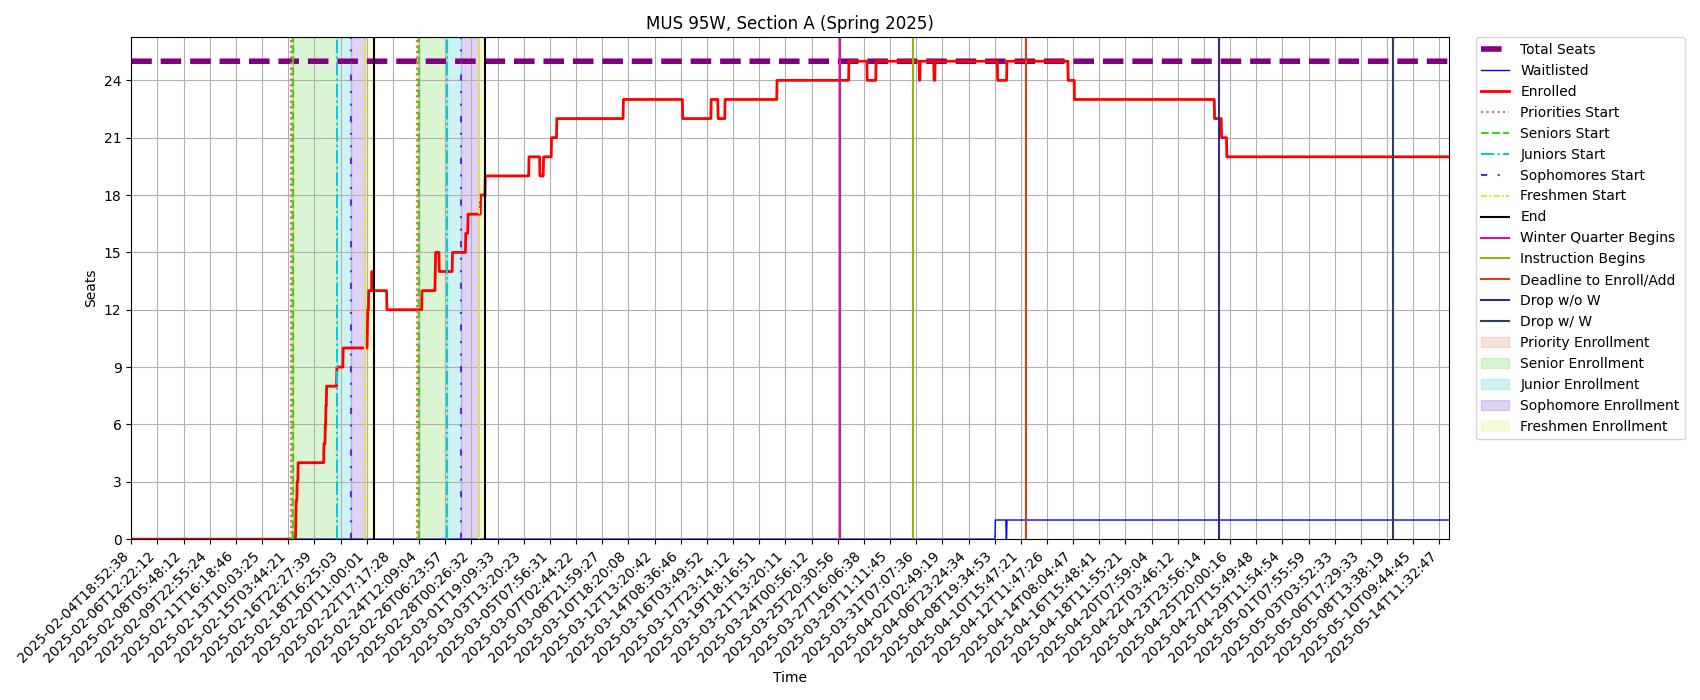 MUS 95W, Section A (Spring 2025)
Seats
24
21
18
15
12
9
6
3
0
2025-02-04T18:52:38
2025-02-06T12:22:12
2025-02-08T05:48:12
2025-02-09T22:55:24
2025-02-11T16:18:46
2025-02-13T10:03:25
2025-02-15T03:44:21
2025-02-16T22:27:39
2025-02-18T16:25:03
2025-02-20T11:00:01
2025-02-22T17:17:28
2025-02-24T12:09:04
2025-02-26T06:23:57
2025-02-28T00:26:32
2025-03-01T19:09:33
2025-03-03T13:20:23
2025-03-05T07:56:31
2025-03-07T02:44:22
2025-03-08T21:59:27
2025-03-10T18:20:08
2025-03-12T13:20:42
2025-03-14T08:36:46
2025-03-16T03:49:52
2025-03-17T23:14:12
2025-03-19T18:16:51
2025-03-21T13:20:11
2025-03-24T00:56:12
2025-03-25T20:30:56
2025-03-27T16:06:38
2025-03-29T11:11:45
2025-03-31T07:07:36
2025-04-02T02:49:19
2025-04-06T23:24:34
2025-04-08T19:34:53
2025-04-10T15:47:21
2025-04-12T11:47:26
2025-04-14T08:04:47
2025-04-16T15:48:41
2025-04-18T11:55:21
2025-04-20T07:59:04
2025-04-22T03:46:12
2025-04-23T23:56:14
2025-04-25T20:00:16
2025-04-27T15:49:48
2025-04-29T11:54:54
2025-05-01T07:55:59
2025-05-03T03:52:33
2025-05-06T17:29:33
2025-05-08T13:38:19
2025-05-10T09:44:45
2025-05-14T11:32:47
Time
Total Seats
Waitlisted
Enrolled
Priorities Start
Seniors Start
Juniors Start
Sophomores Start
Freshmen Start
End
Winter Quarter Begins
Instruction Begins
Deadline to Enroll/Add
Drop w/o W
Drop w/ W
Priority Enrollment
Senior Enrollment
Junior Enrollment
Sophomore Enrollment
Freshmen Enrollment